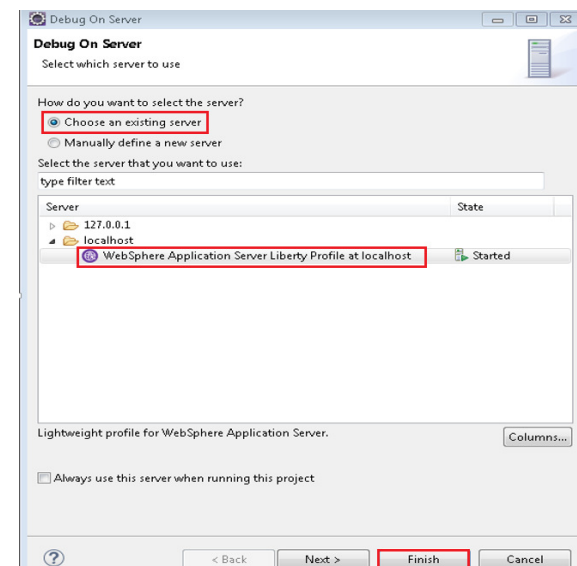 Debug On Server
Debug On Server
Select which server to use
How do you want to select the server?
Choose an existing server
Manually define a new server
Select the server that you want to use:
type filter text
Server State
127.0.0.1
localhost
WebSphere Application Server Liberty Profile at localhost Started
Lightweight profile for WebSphere Application Server.
Columns...
Always use this server when running this project
? < Back Next > Finish Cancel